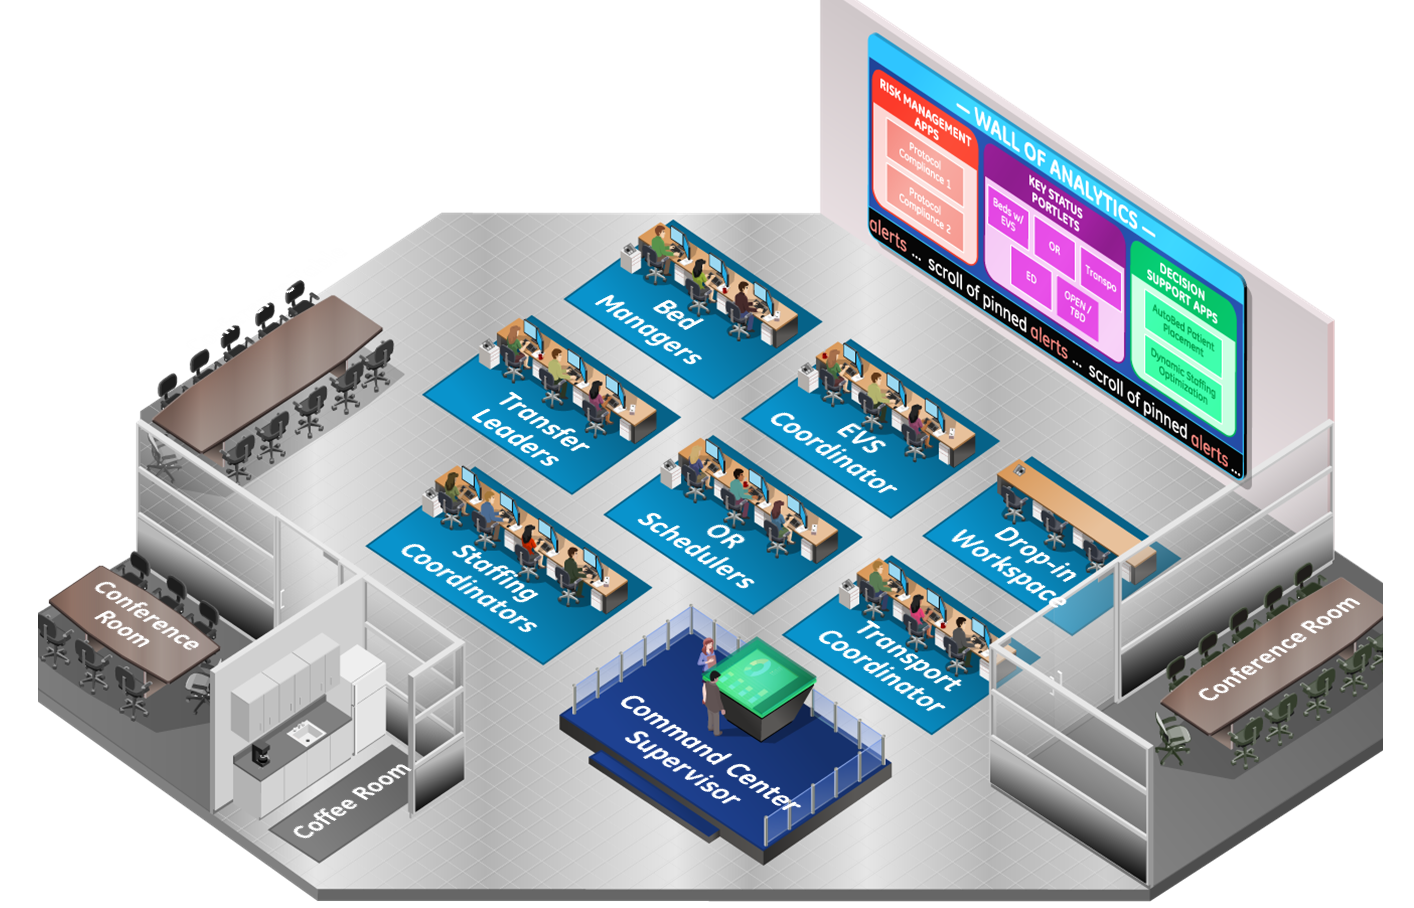 — WALL OF ANALYTICS —
RISK MANAGEMENT
APPS
Protocol
Compliance 1
Protocol
Compliance 2
KEY STATUS
PORTLETS
Beds w/
EVS
OR
Transpo
ED
OPEN /
TBD
DECISION
SUPPORT APPS
AutoBed Patient
Placement
Dynamic Staffing
Optimization
alerts ... scroll of pinned alerts ... scroll of pinned alerts ...
Bed
Managers
Transfer
Leaders
EVS
Coordinator
Staffing
Coordinators
OR
Schedulers
Drop-in
Workspace
Transport
Coordinator
Command Center
Supervisor
Conference
Room
Coffee Room
Conference Room